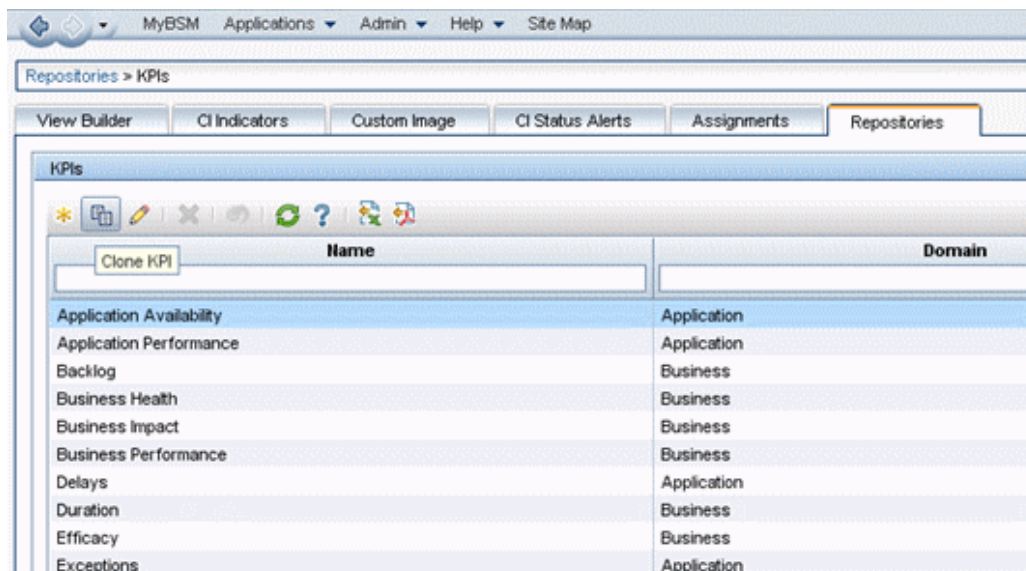 MyBSM Applications Admin Help Site Map
Repositories » KPIs
View Builder CI Indicators Custom Image CI Status Alerts Assignments Repositories
KPIs
Clone KPI
Name Domain
Application Availability Application
Application Performance Application
Backlog Business
Business Health Business
Business Impact Business
Business Performance Business
Delays Application
Duration Business
Efficacy Business
Exceptions Application